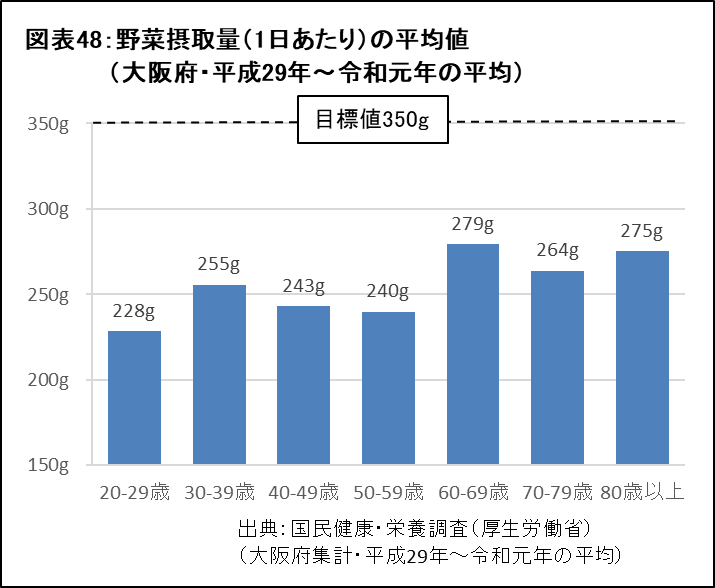 図表48：野菜摂取量（1日あたり）の平均値
（大阪府・平成29年～令和元年の平均）
目標値350g
350g
300g
250g
200g
150g
228g
255g
243g
240g
279g
264g
275g
20-29歳 30-39歳 40-49歳 50-59歳 60-69歳 70-79歳 80歳以上
出典：国民健康・栄養調査（厚生労働省）
（大阪府集計・平成29年～令和元年の平均）